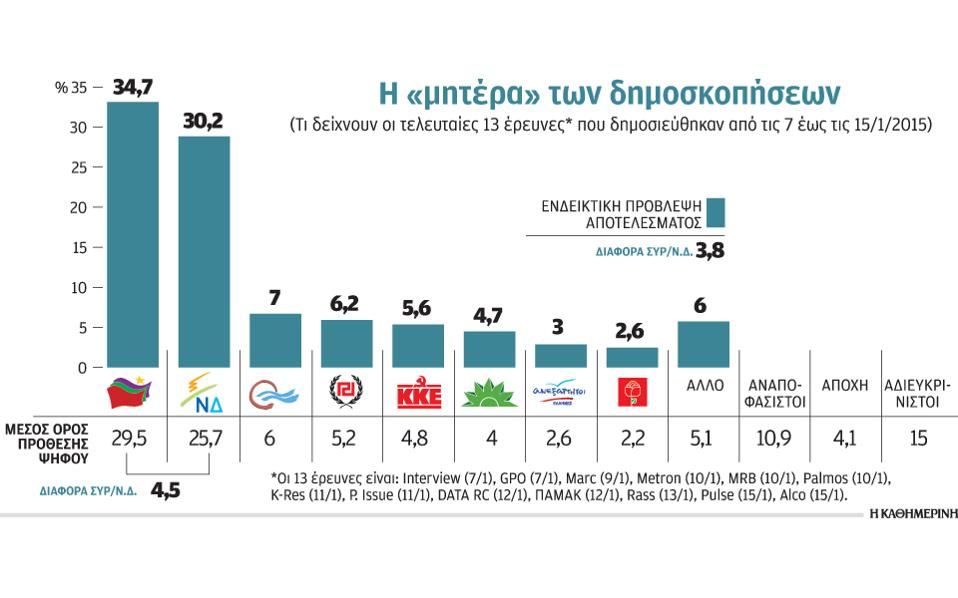 Η «μητέρα» των δημοσκοπήσεων
(Τι δείχνουν οι τελευταίες 13 έρευνες* που δημοσιεύθηκαν από τις 7 έως τις 15/1/2015)
% 35
30
25
20
15
10
5
0
34,7
30,2
7
6,2
5,6
4,7
3
2,6
6
ΕΝΔΕΙΚΤΙΚΗ ΠΡΟΒΛΕΨΗ
ΑΠΟΤΕΛΕΣΜΑΤΟΣ
ΔΙΑΦΟΡΑ ΣΥΡ/Ν.Δ. 3,8
ΝΔ
ΚΚΕ
ανεξάρτητοι
έλληνες
ΑΛΛΟ
ΑΝΑΠΟ-
ΦΑΣΙΣΤΟΙ
ΑΠΟΧΗ
ΑΔΙΕΥΚΡΙ-
ΝΙΣΤΟΙ
ΜΕΣΟΣ ΟΡΟΣ
ΠΡΟΘΕΣΗΣ
ΨΗΦΟΥ
29,5 25,7 6 5,2 4,8 4 2,6 2,2 5,1 10,9 4,1 15
ΔΙΑΦΟΡΑ ΣΥΡ/Ν.Δ. 4,5
*Οι 13 έρευνες είναι: Interview (7/1), GPO (7/1), Marc (9/1), Metron (10/1), MRB (10/1), Palmos (10/1),
K-Res (11/1), P. Issue (11/1), DATA RC (12/1), ΠΑΜΑΚ (12/1), Rass (13/1), Pulse (15/1), Alco (15/1).
Η ΚΑΘΗΜΕΡΙΝΗ